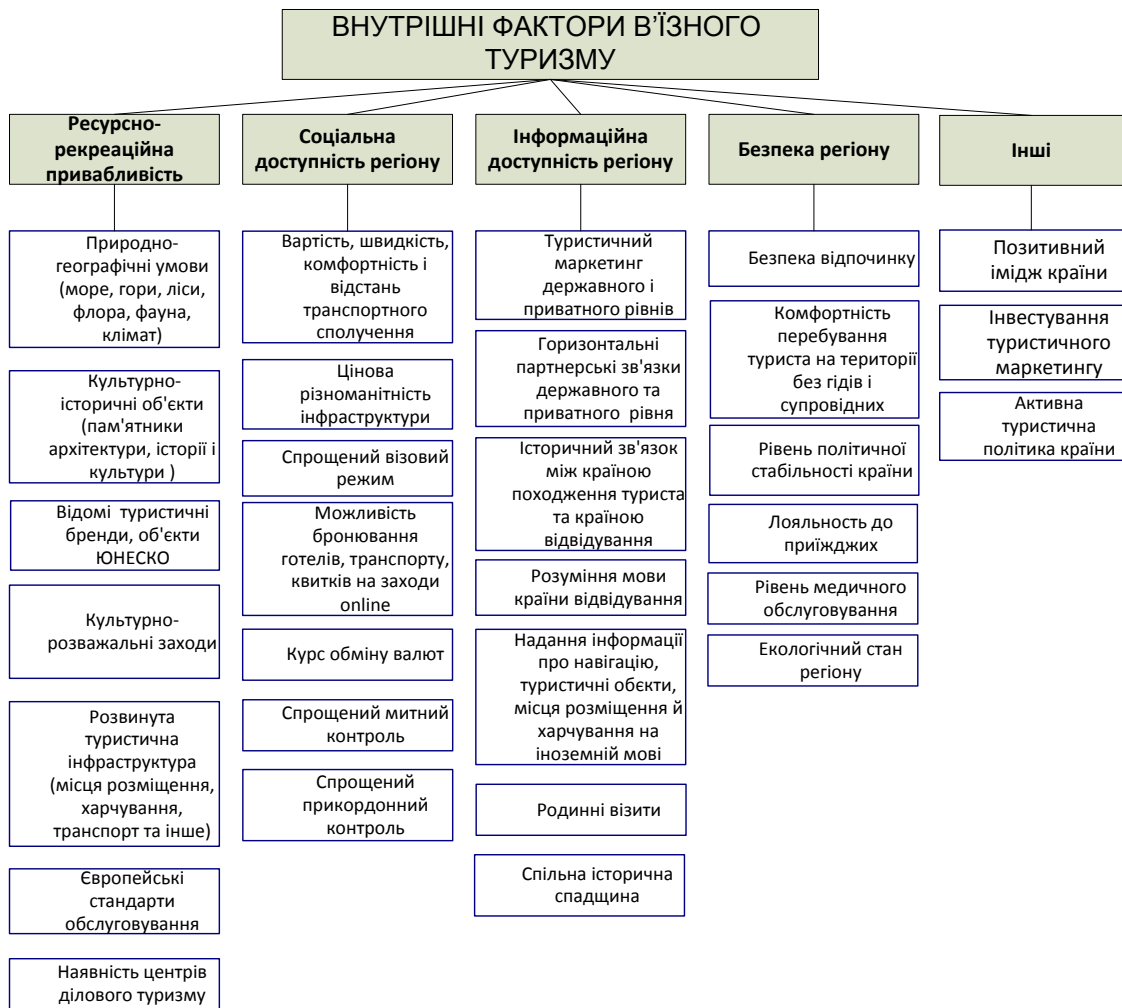 ВНУТРІШНІ ФАКТОРИ В'ЇЗНОГО
ТУРИЗМУ
Ресурсно-
рекреаційна
привабливість
Природно-
географічні умови
(море, гори, ліси,
флора, фауна,
клімат)
Культурно-
історичні об'єкти
(пам'ятники
архітектури, історії і
культури )
Відомі туристичні
бренди, об'єкти
ЮНЕСКО
Культурно-
розважальні заходи
Розвинута
туристична
інфраструктура
(місця розміщення,
харчування,
транспорт та інше)
Європейські
стандарти
обслуговування
Наявність центрів
ділового туризму
Соціальна
доступність регіону
Вартість, швидкість,
комфортність і
відстань
транспортного
сполучення
Цінова
різноманітність
інфраструктури
Спрощений візовий
режим
Можливість
бронювання
готелів, транспорту,
квитків на заходи
online
Курс обміну валют
Спрощений митний
контроль
Спрощений
прикордонний
контроль
Інформаційна
доступність регіону
Туристичний
маркетинг
державного і
приватного рівнів
Горизонтальні
партнерські зв'язки
державного та
приватного рівня
Історичний зв'язок
між країною
походження туриста
та країною
відвідування
Розуміння мови
країни відвідування
Надання інформації
про навігацію,
туристичні обєкти,
місця розміщення й
харчування на
іноземній мові
Родинні візити
Спільна історична
спадщина
Безпека регіону
Безпека відпочинку
Комфортність
перебування
туриста на території
без гідів і
супровідних
Рівень політичної
стабільності країни
Лояльность до
приїжджих
Рівень медичного
обслуговування
Екологічний стан
регіону
Інші
Позитивний
імідж країни
Інвестування
туристичного
маркетингу
Активна
туристична
політика країни